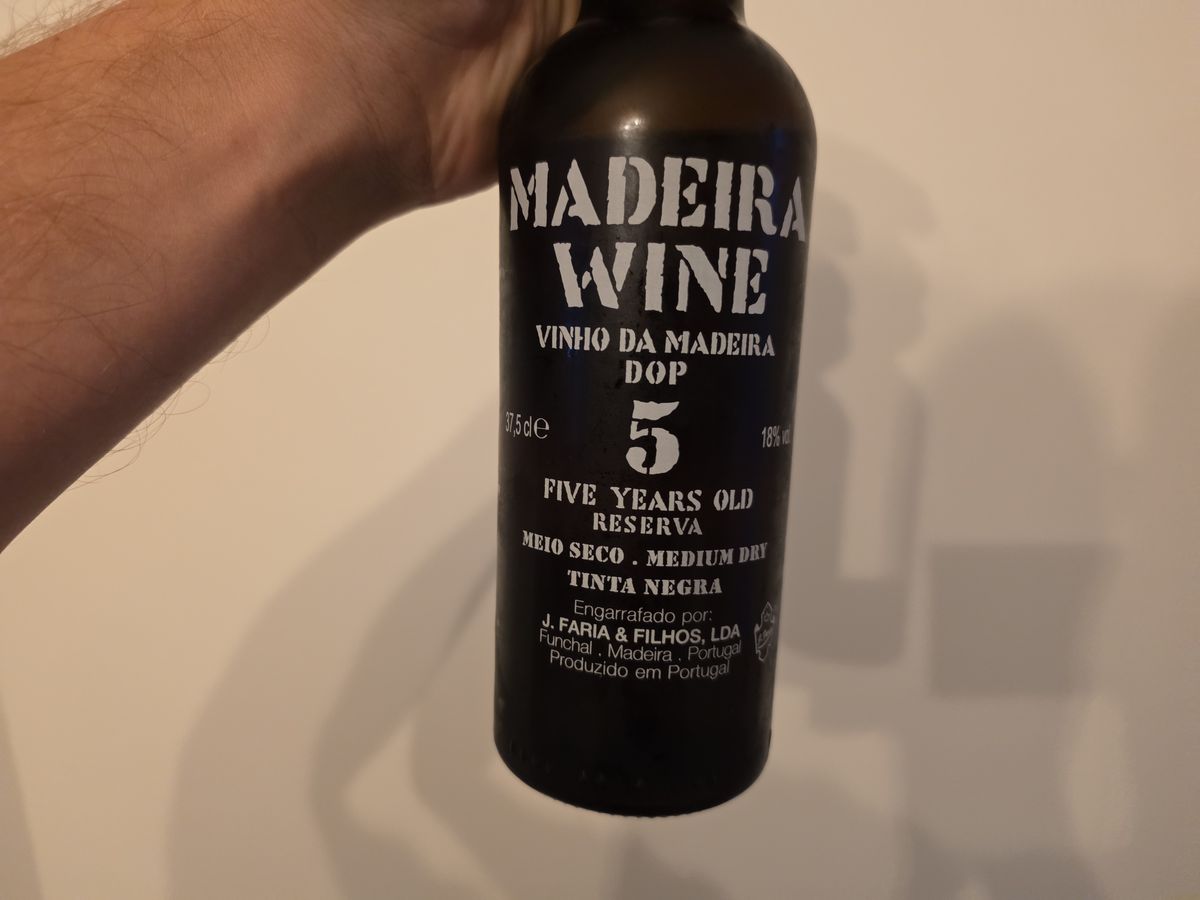 MADEIRA
WINE
VINHO DA MADEIRA
DOP
37,5 cl e
5
18% vol.
FIVE YEARS OLD
RESERVA
MEIO SECO . MEDIUM DRY
TINTA NEGRA
Engarrafado por:
J. FARIA & FILHOS, LDA
Funchal . Madeira . Portugal
Produzido em Portugal